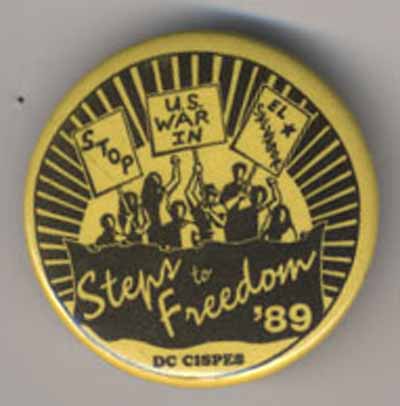 STOP
U.S.
WAR
IN
EL
SALVADOR
Steps to
Freedom
'89
DC CISPES